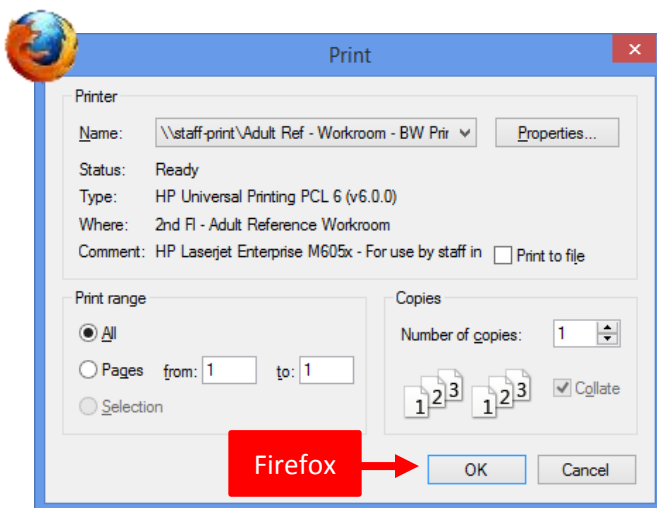 Print
Printer
Name: \\staff-print\Adult Ref - Workroom - BW Prir Properties...
Status: Ready
Type: HP Universal Printing PCL 6 (v6.0.0)
Where: 2nd Fl - Adult Reference Workroom
Comment: HP Laserjet Enterprise M605x - For use by staff in Print to file
Print range
All
Pages from: 1 to: 1
Selection
Copies
Number of copies: 1
1 2 3 1 2 3 Collate
Firefox OK Cancel